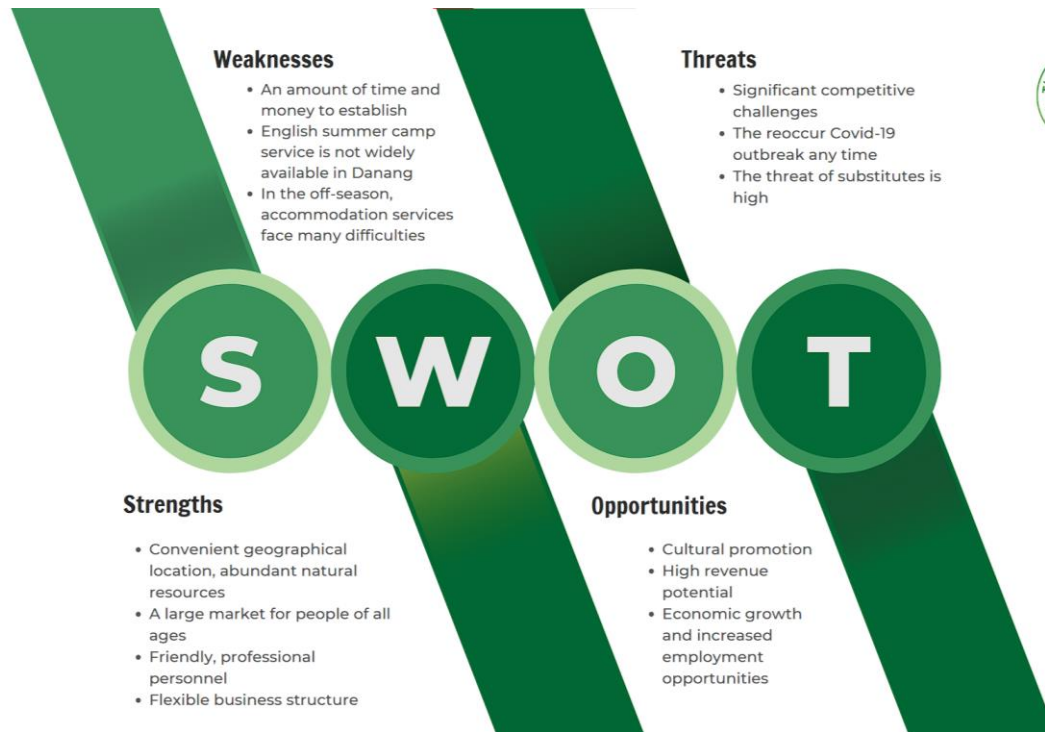 Weaknesses
• An amount of time and
money to establish
• English summer camp
service is not widely
available in Danang
• In the off-season,
accommodation services
face many difficulties
Threats
• Significant competitive
challenges
• The reoccur Covid-19
outbreak any time
• The threat of substitutes is
high
S W O T
Strengths
• Convenient geographical
location, abundant natural
resources
• A large market for people of all
ages
• Friendly, professional
personnel
• Flexible business structure
Opportunities
• Cultural promotion
• High revenue
potential
• Economic growth
and increased
employment
opportunities